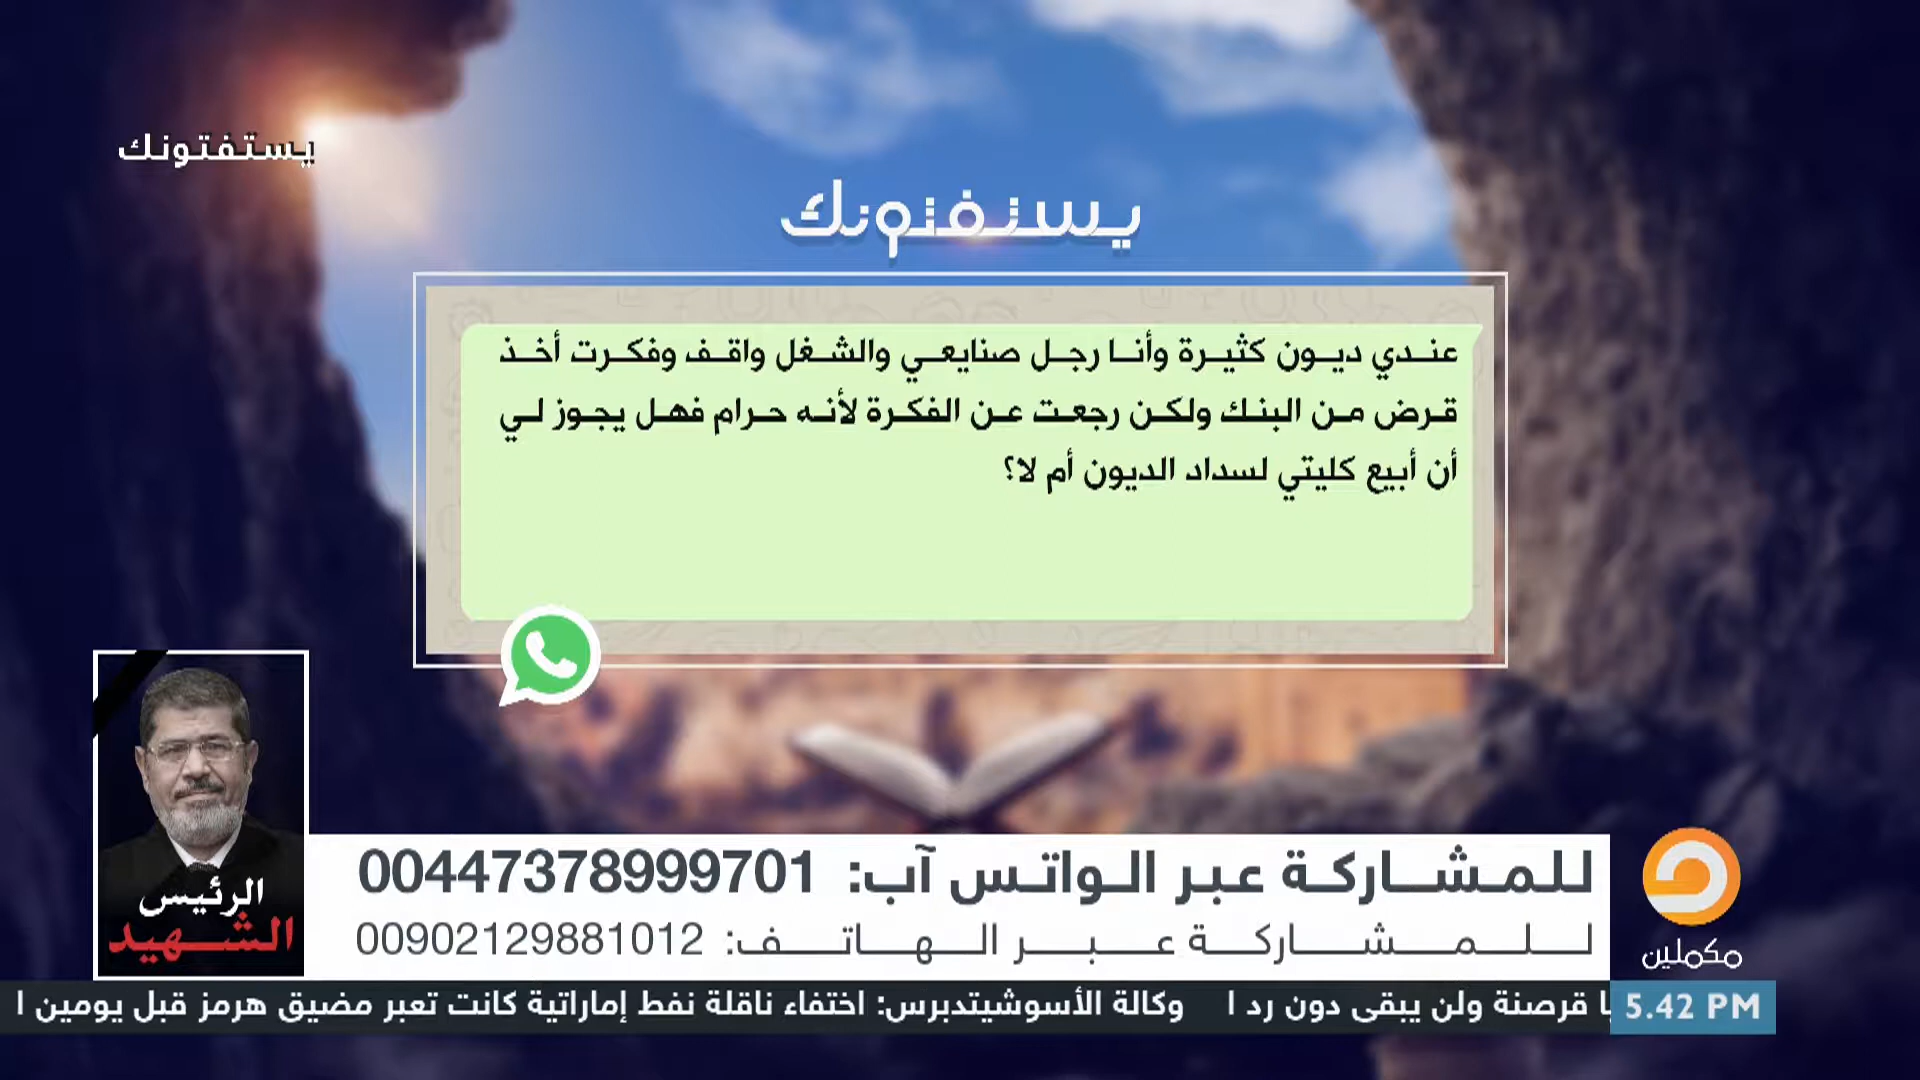 يستفتونك
يستفتونك
عندي ديون كثيرة وأنا رجل صنايعي والشغل واقف وفكرت أخذ
قرض من البنك ولكن رجعت عن الفكرة لأنه حرام فهل يجوز لي
أن أبيع كليتي لسداد الديون أم لا؟
للمشاركة عبر الواتس آب: 00447378999701
للمشاركة عبر الهاتف: 00902129881012
الرئيس
الشهيد
مكملين
5.42 PM
ا قرصنة ولن يبقى دون رد ا وكالة الأسوشيتدبرس: اختفاء ناقلة نفط إماراتية كانت تعبر مضيق هرمز قبل يومين ا